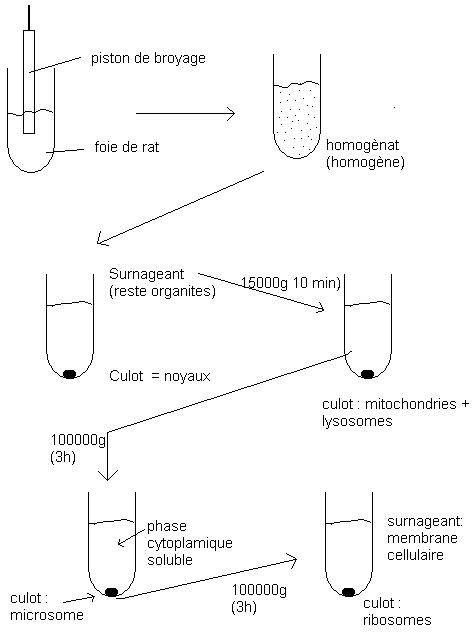 piston de broyage
foie de rat
homogènat
(homogène)
Surnageant
(reste organites)
15000g 10 min)
Culot = noyaux
culot : mitochondries +
lysosomes
100000g
(3h)
phase
cytoplamique
soluble
surnageant:
membrane
cellulaire
culot :
microsome
100000g
(3h)
culot :
ribosomes